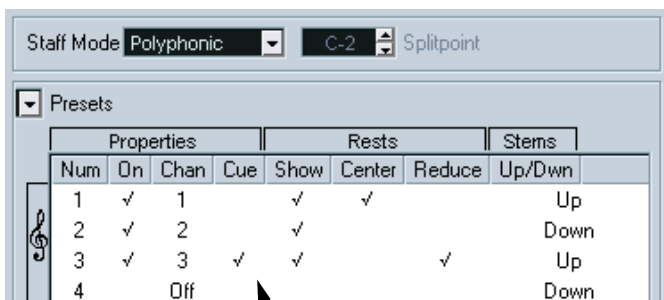 Staff Mode Polyphonic C-2 Splitpoint
Presets
Properties Rests Stems
Num On Chan Cue Show Center Reduce Up/Dwn
1 √ 1 √ √ Up
2 √ 2 √ Down
3 √ 3 √ √ √ Up
4 Off Down